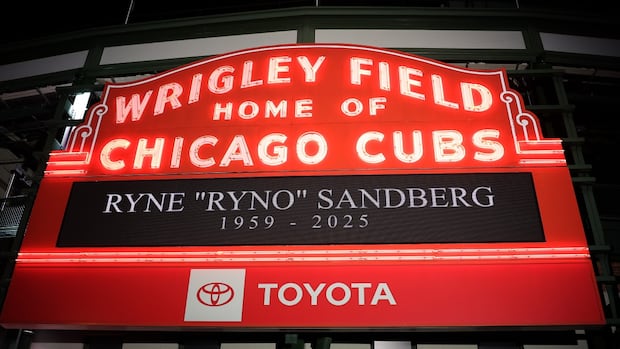 WRIGLEY FIELD
HOME OF
CHICAGO CUBS
RYNE "RYNO" SANDBERG
1959 - 2025
TOYOTA